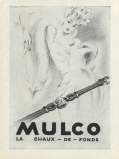 MULCO
LA CHAUX - DE - FONDS